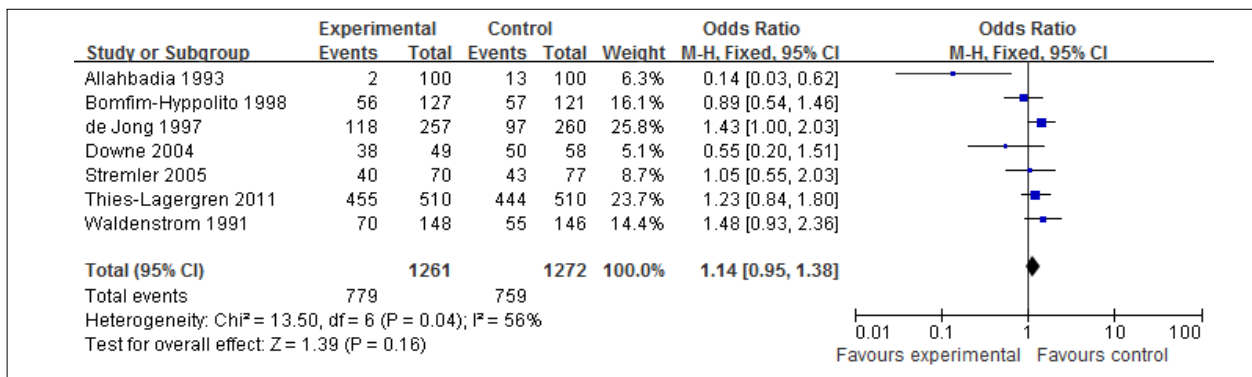 Experimental Control Odds Ratio Odds Ratio
Study or Subgroup Events Total Events Total Weight M-H, Fixed, 95% CI M-H, Fixed, 95% CI
Allahbadia 1993 2 100 13 100 6.3% 0.14 [0.03, 0.62]
Bomfim-Hyppolito 1998 56 127 57 121 16.1% 0.89 [0.54, 1.46]
de Jong 1997 118 257 97 260 25.8% 1.43 [1.00, 2.03]
Downe 2004 38 49 50 58 5.1% 0.55 [0.20, 1.51]
Stremler 2005 40 70 43 77 8.7% 1.05 [0.55, 2.03]
Thies-Lagergren 2011 455 510 444 510 23.7% 1.23 [0.84, 1.80]
Waldenstrom 1991 70 148 55 146 14.4% 1.48 [0.93, 2.36]
Total (95% CI) 1261 1272 100.0% 1.14 [0.95, 1.38]
Total events 779 759
Heterogeneity: Chi² = 13.50, df = 6 (P = 0.04); I² = 56%
Test for overall effect: Z = 1.39 (P = 0.16)
0.01 0.1 1 10 100
Favours experimental Favours control